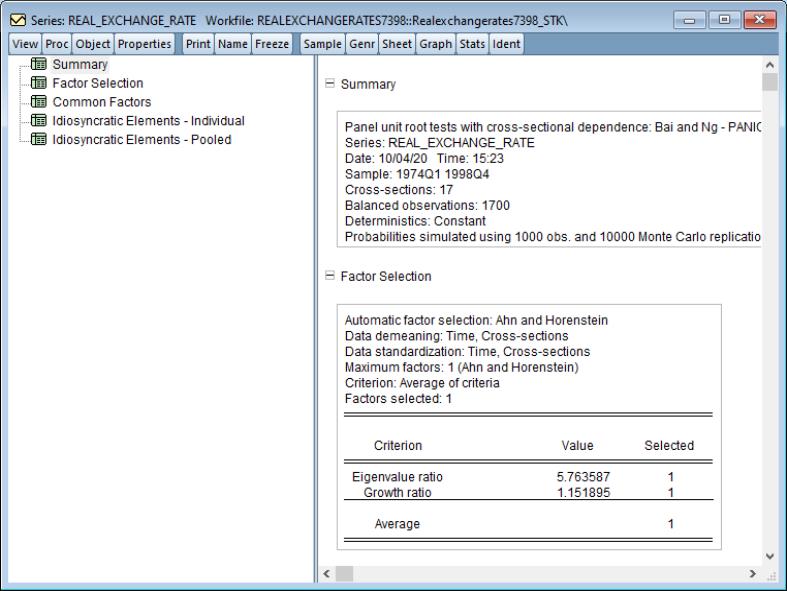 Series: REAL_EXCHANGE_RATE Workfile: REALEXCHANGERATES7398::Realexchangerates7398_STK\
View Proc Object Properties Print Name Freeze Sample Genr Sheet Graph Stats Ident
Summary
Factor Selection
Common Factors
Idiosyncratic Elements - Individual
Idiosyncratic Elements - Pooled
Summary
Panel unit root tests with cross-sectional dependence: Bai and Ng - PANIC
Series: REAL_EXCHANGE_RATE
Date: 10/04/20 Time: 15:23
Sample: 1974Q1 1998Q4
Cross-sections: 17
Balanced observations: 1700
Deterministics: Constant
Probabilities simulated using 1000 obs. and 10000 Monte Carlo replicatio
Factor Selection
Automatic factor selection: Ahn and Horenstein
Data demeaning: Time, Cross-sections
Data standardization: Time, Cross-sections
Maximum factors: 1 (Ahn and Horenstein)
Criterion: Average of criteria
Factors selected: 1
Criterion Value Selected
Eigenvalue ratio 5.763587 1
Growth ratio 1.151895 1
Average 1